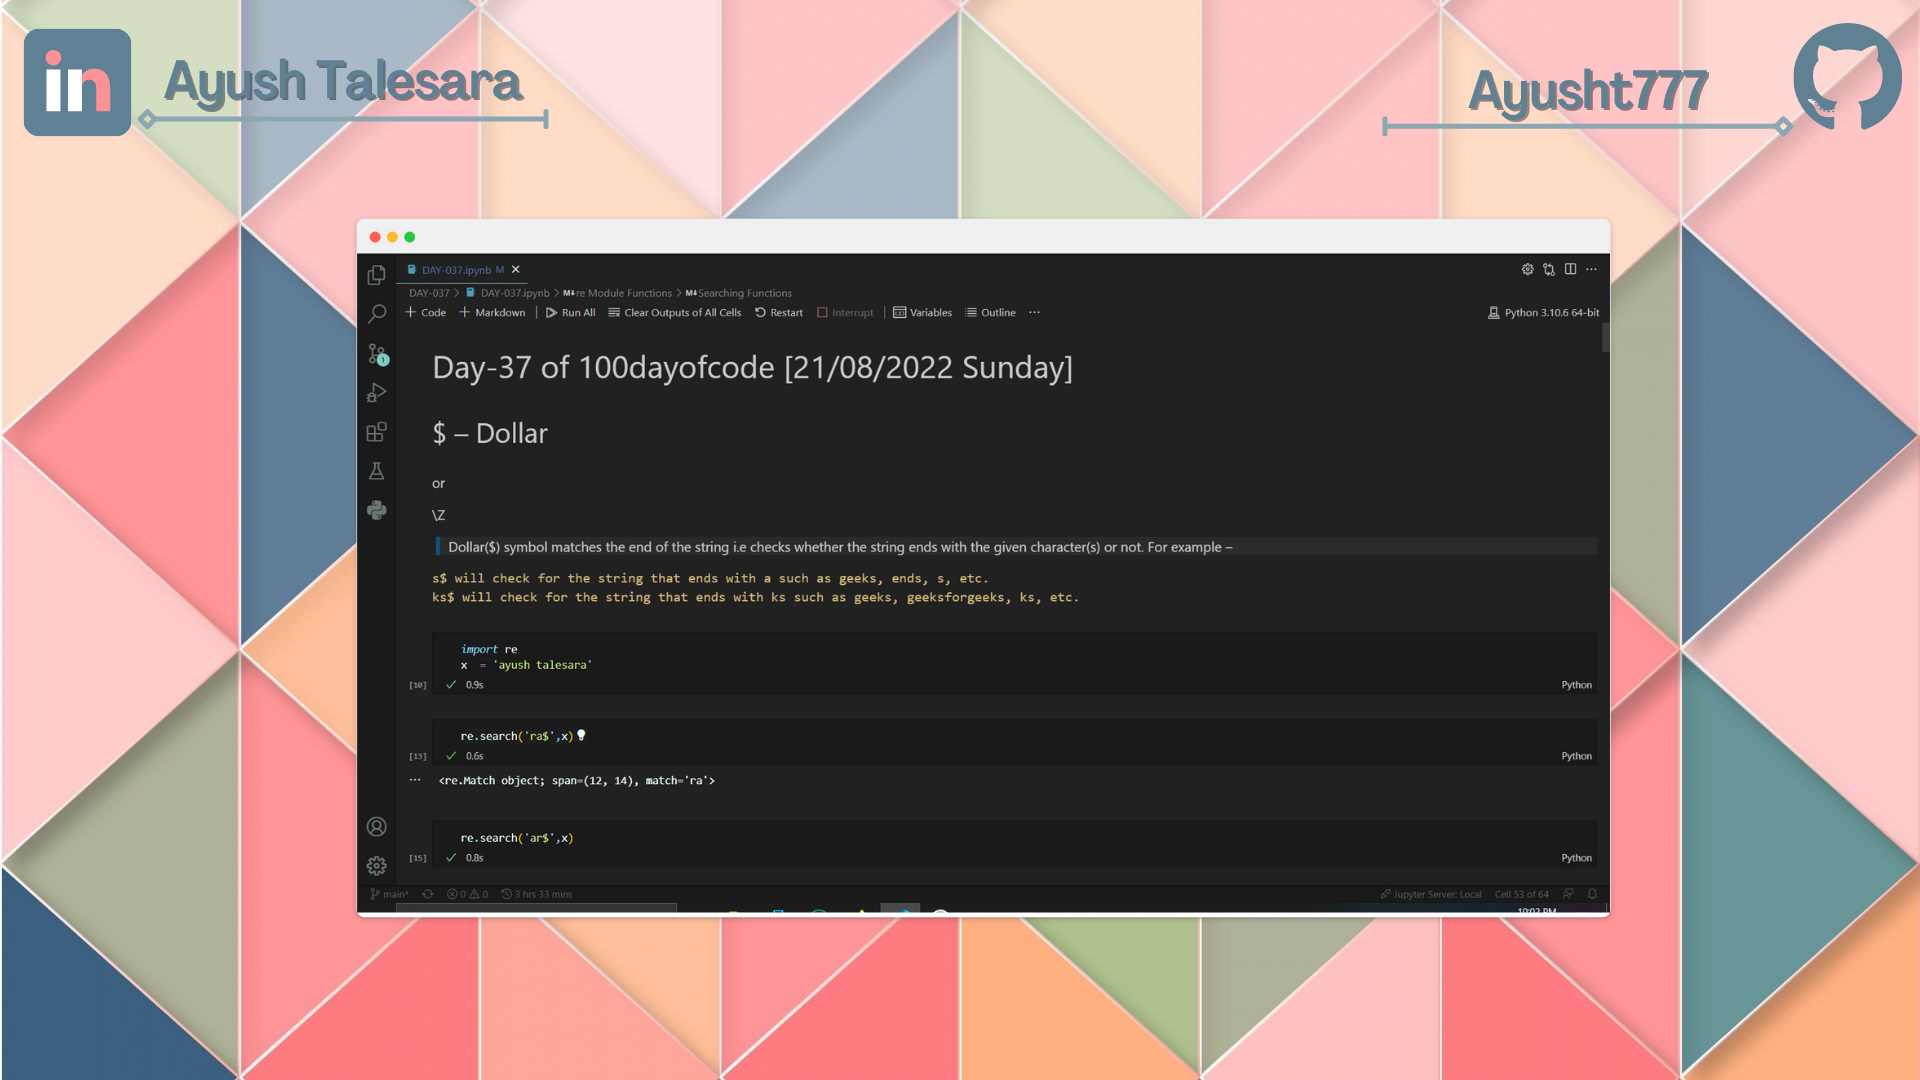 in Ayush Talesara
Ayusht777
DAY-037.ipynb M
DAY-037 > DAY-037.ipynb > M↓re Module Functions > M↓Searching Functions
+ Code + Markdown | Run All Clear Outputs of All Cells Restart Interrupt | Variables Outline ...
Python 3.10.6 64-bit
1
Day-37 of 100dayofcode [21/08/2022 Sunday]
$ – Dollar
or
\Z
Dollar($) symbol matches the end of the string i.e checks whether the string ends with the given character(s) or not. For example –
s$ will check for the string that ends with a such as geeks, ends, s, etc.
ks$ will check for the string that ends with ks such as geeks, geeksforgeeks, ks, etc.
import re
x = 'ayush talesara'
[10] ✓ 0.9s Python
re.search('ra$',x)
[13] ✓ 0.6s Python
... <re.Match object; span=(12, 14), match='ra'>
re.search('ar$',x)
[15] ✓ 0.8s Python
main* 0 0 3 hrs 33 mins Jupyter Server: Local Cell 53 of 64
10:02 PM